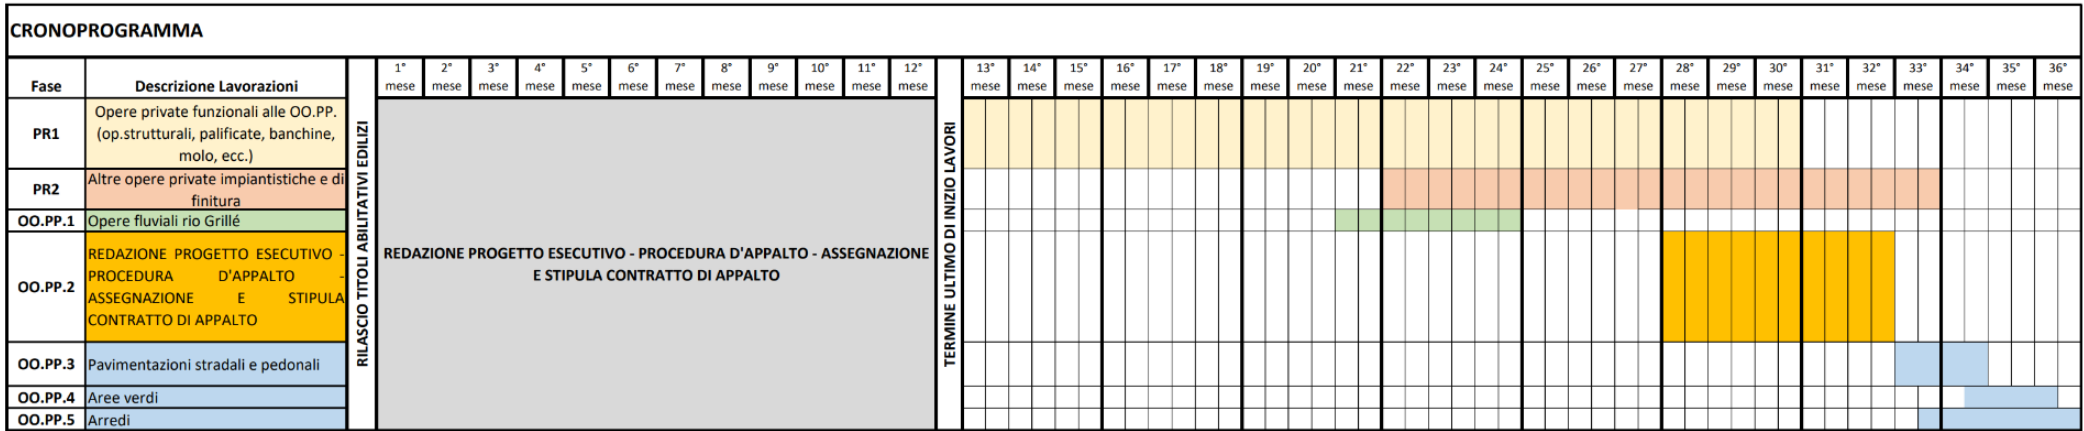 CRONOPROGRAMMA
Fase
Descrizione Lavorazioni
RILASCIO TITOLI ABILITATIVI EDILIZI
1° mese
2° mese
3° mese
4° mese
5° mese
6° mese
7° mese
8° mese
9° mese
10° mese
11° mese
12° mese
TERMINE ULTIMO DI INIZIO LAVORI
13° mese
14° mese
15° mese
16° mese
17° mese
18° mese
19° mese
20° mese
21° mese
22° mese
23° mese
24° mese
25° mese
26° mese
27° mese
28° mese
29° mese
30° mese
31° mese
32° mese
33° mese
34° mese
35° mese
36° mese
PR1
Opere private funzionali alle OO.PP.
(op.strutturali, palificate, banchine,
molo, ecc.)
PR2
Altre opere private impiantistiche e di
finitura
OO.PP.1
Opere fluviali rio Grillé
REDAZIONE PROGETTO ESECUTIVO - PROCEDURA D'APPALTO - ASSEGNAZIONE
E STIPULA CONTRATTO DI APPALTO
OO.PP.2
REDAZIONE PROGETTO ESECUTIVO -
PROCEDURA D'APPALTO -
ASSEGNAZIONE E STIPULA
CONTRATTO DI APPALTO
OO.PP.3
Pavimentazioni stradali e pedonali
OO.PP.4
Aree verdi
OO.PP.5
Arredi